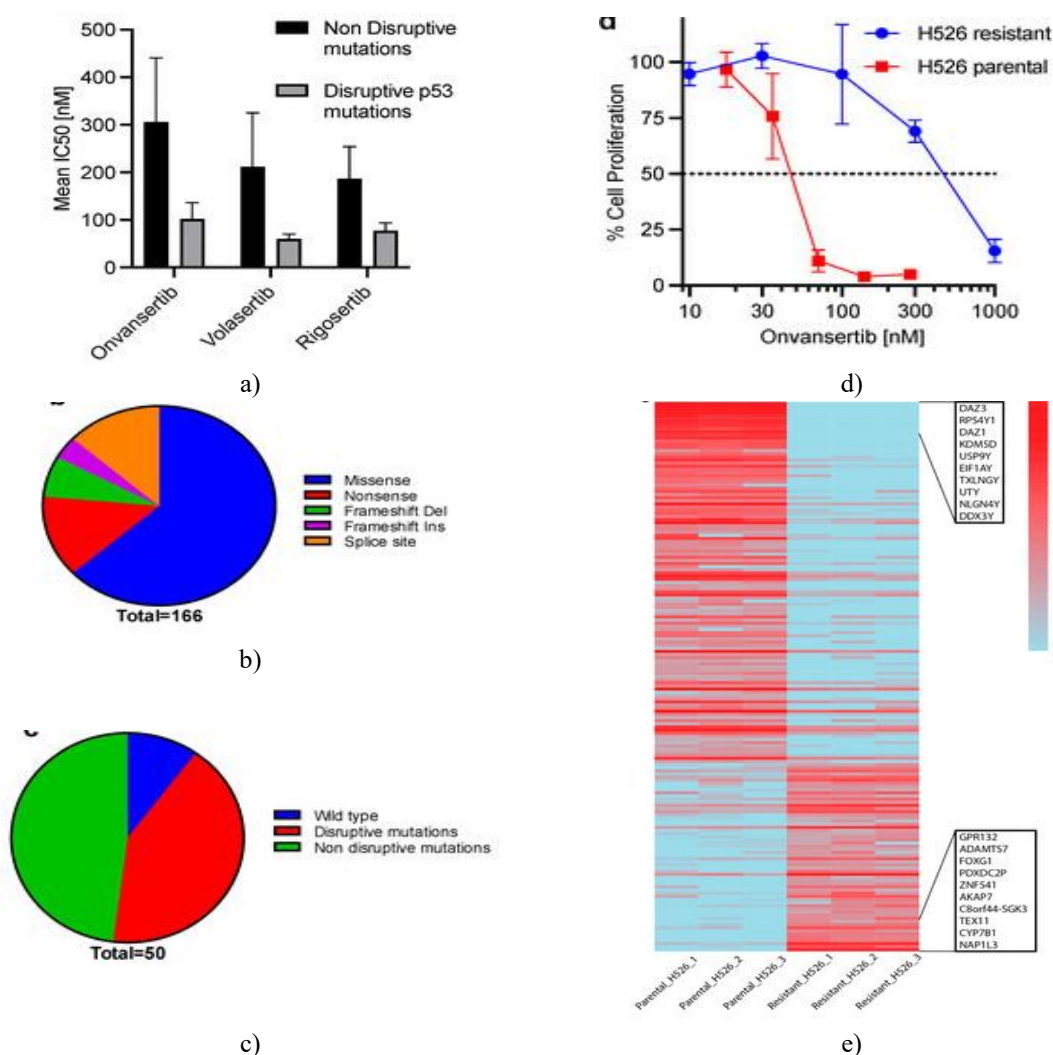 500
400
300
200
100
0
Mean IC50 [nM]
Non Disruptive
mutations
Disruptive p53
mutations
Onvansertib
Volasertib
Rigosertib
a)
Missense
Nonsense
Frameshift Del
Frameshift Ins
Splice site
Total=166
b)
Wild type
Disruptive mutations
Non disruptive mutations
Total=50
c)
d
H526 resistant
H526 parental
100
75
50
25
0
% Cell Proliferation
10
30
100
300
1000
Onvansertib [nM]
d)
DAZ3
RPS4Y1
DAZ1
KDM5D
USP9Y
EIF1AY
TXLNGY
UTY
NLGN4Y
DDX3Y
GPR132
ADAMTS7
FOXG1
PDXDC2P
ZNF541
AKAP7
C8orf44-SGK3
TEX11
CYP7B1
NAP1L3
Parental_H526_1
Parental_H526_2
Parental_H526_3
Resistant_H526_1
Resistant_H526_2
Resistant_H526_3
e)